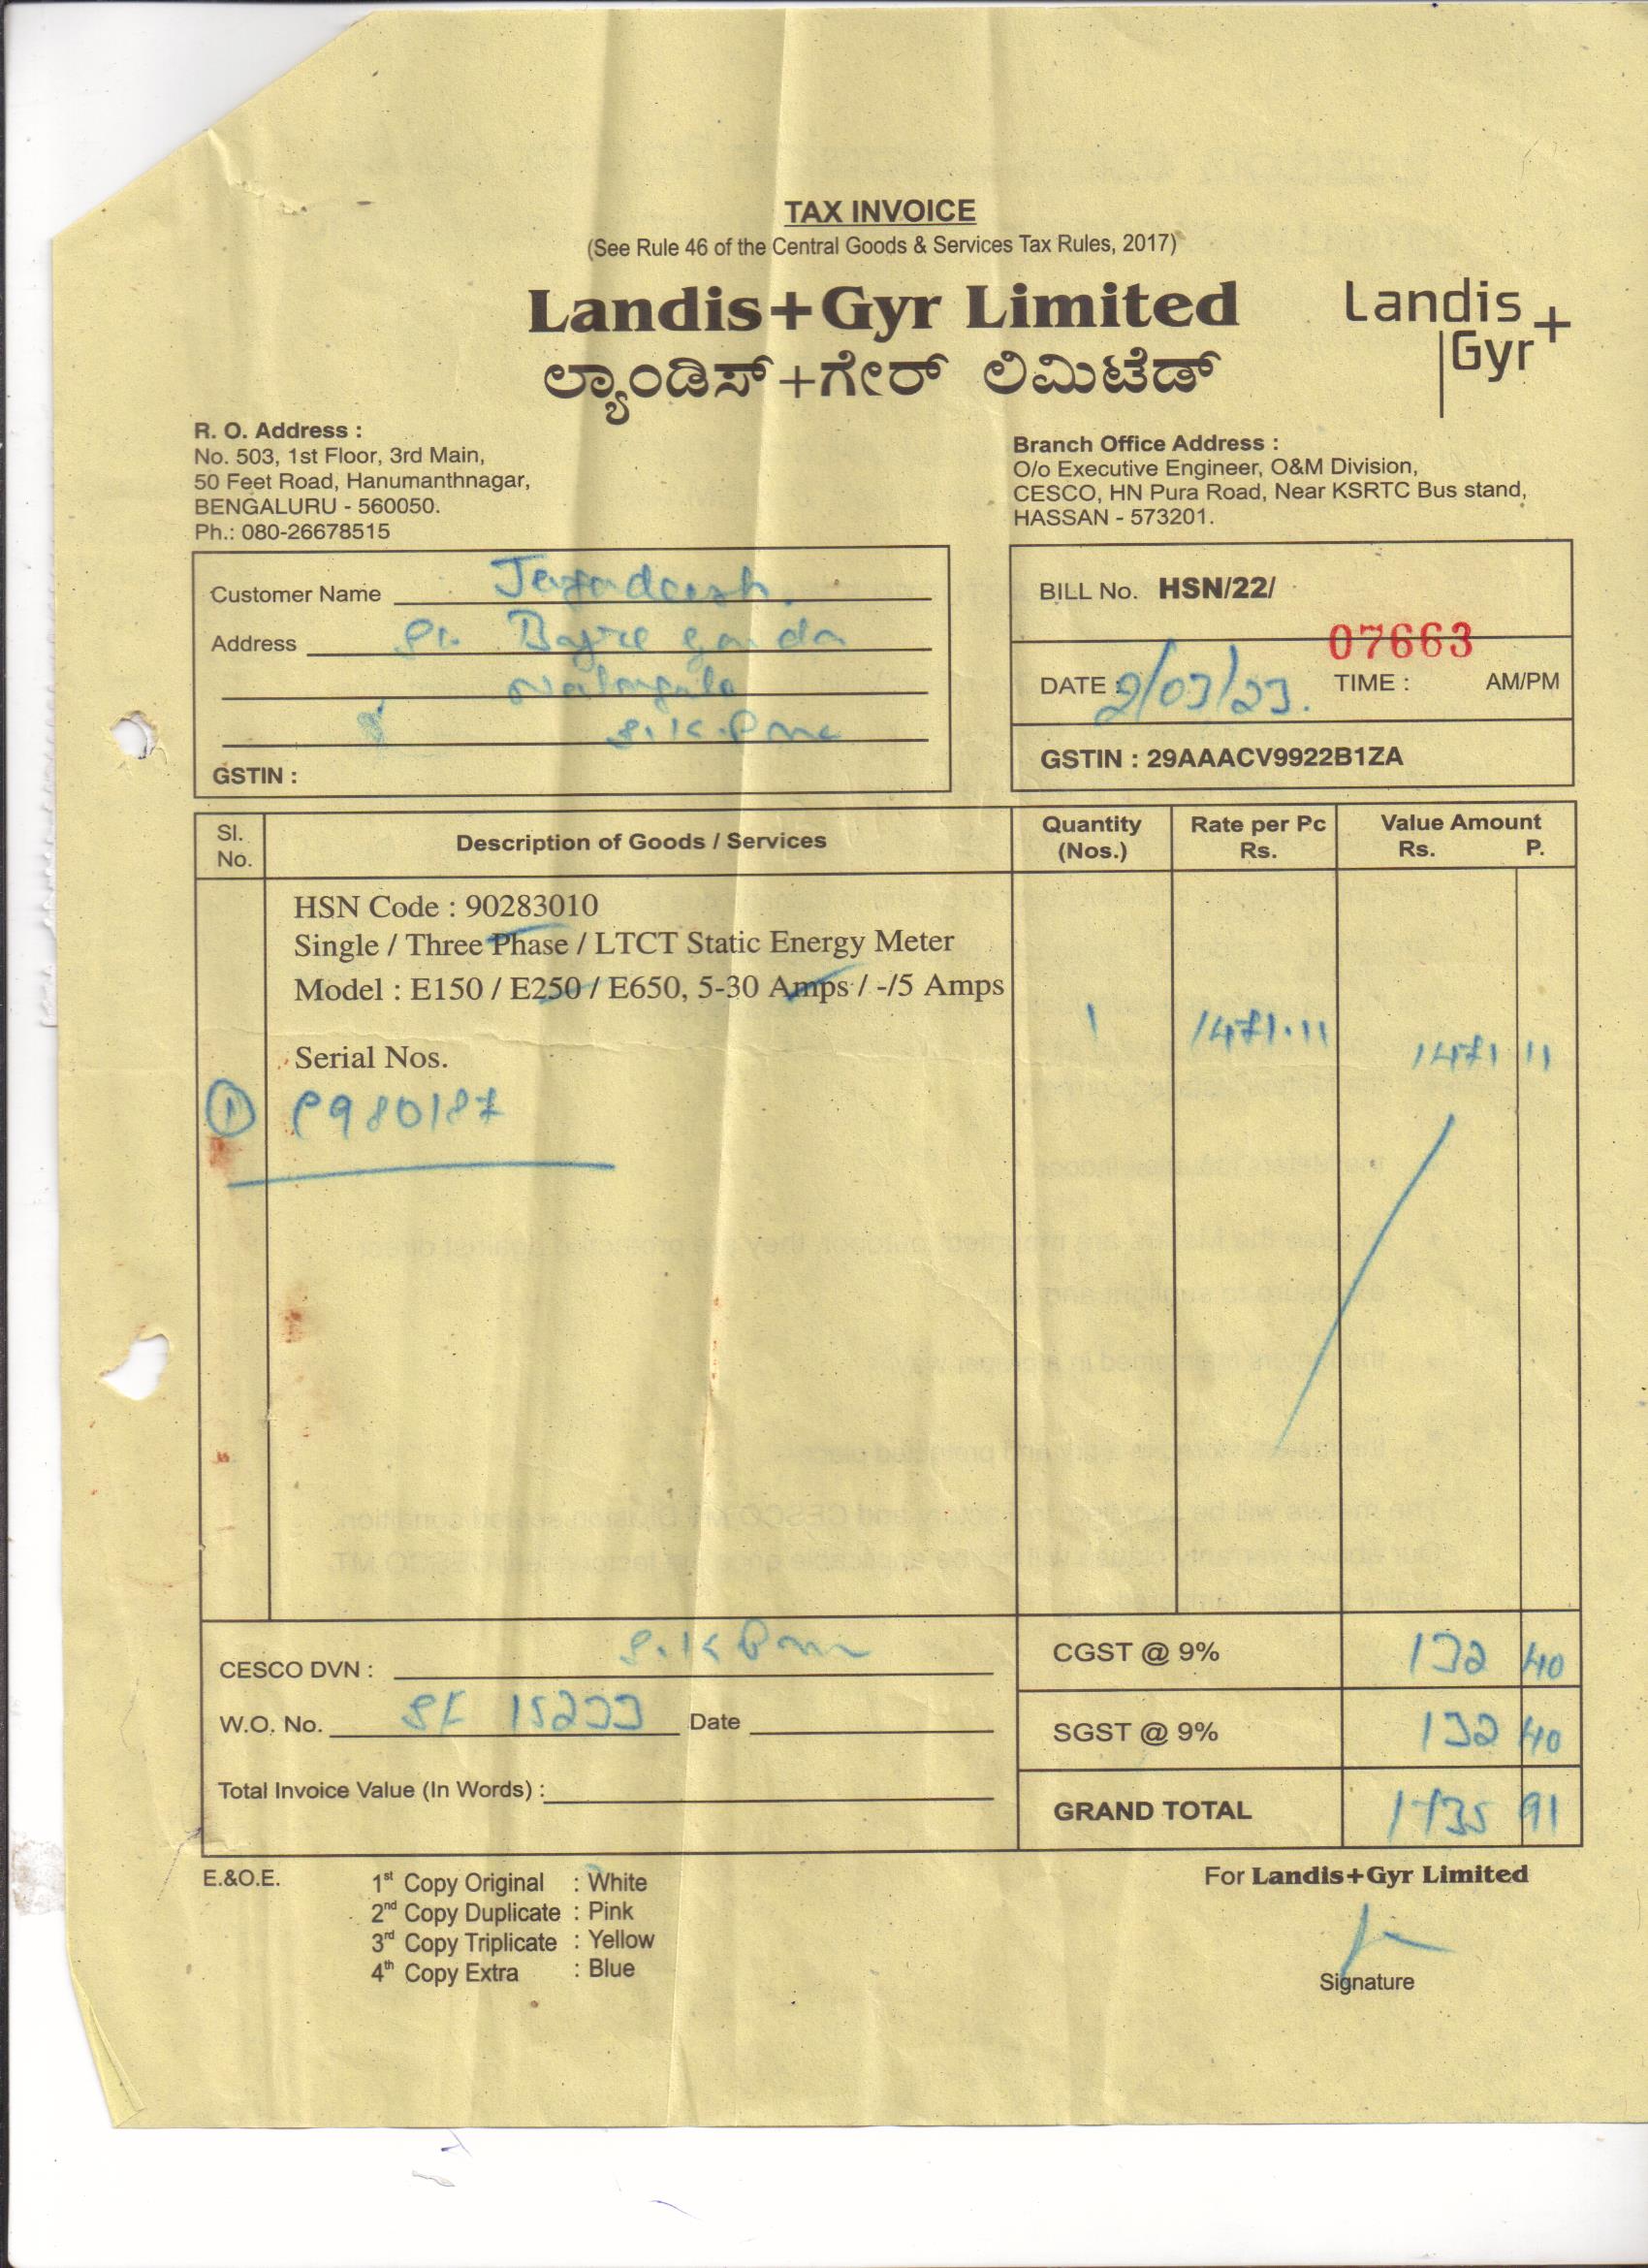 TAX INVOICE
(See Rule 46 of the Central Goods & Services Tax Rules, 2017)
Landis+Gyr Limited
ಲ್ಯಾಂಡಿಸ್+ಗೇರ್ ಲಿಮಿಟೆಡ್
Landis+
Gyr
R. O. Address :
No. 503, 1st Floor, 3rd Main,
50 Feet Road, Hanumanthnagar,
BENGALURU - 560050.
Ph.: 080-26678515
Branch Office Address :
O/o Executive Engineer, O&M Division,
CESCO, HN Pura Road, Near KSRTC Bus stand,
HASSAN - 573201.
Customer Name Jagadeesh.
Address
GSTIN :
BILL No. HSN/22/
07663
DATE : 2/03/23. TIME : AM/PM
GSTIN : 29AAACV9922B1ZA
Sl. No. Description of Goods / Services Quantity (Nos.) Rate per Pc Rs. Value Amount Rs. P.
HSN Code : 90283010
Single / Three Phase / LTCT Static Energy Meter
Model : E150 / E250 / E650, 5-30 Amps / -/5 Amps
1 1471.11 1471 11
Serial Nos.
1 P980187
CESCO DVN :
W.O. No. 15233 Date
Total Invoice Value (In Words) :
CGST @ 9% 132 40
SGST @ 9% 132 40
GRAND TOTAL 1735 91
E.&O.E.
1st Copy Original : White
2nd Copy Duplicate : Pink
3rd Copy Triplicate : Yellow
4th Copy Extra : Blue
For Landis+Gyr Limited
Signature